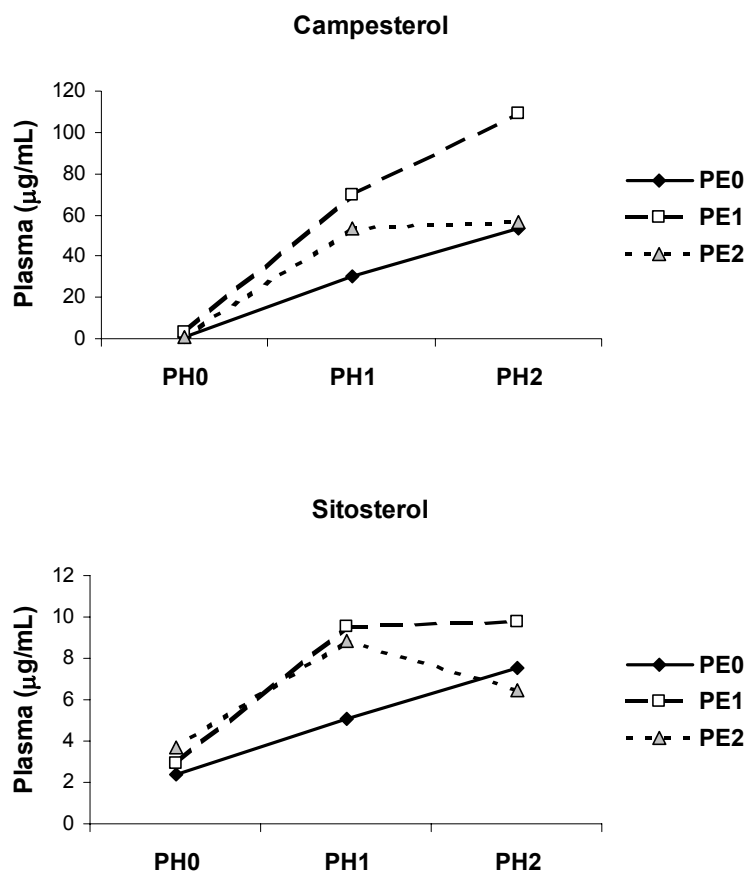 Campesterol
Plasma (μg/mL)
120
100
80
60
40
20
0
PH0 PH1 PH2
PE0
PE1
PE2
Sitosterol
Plasma (μg/mL)
12
10
8
6
4
2
0
PH0 PH1 PH2
PE0
PE1
PE2